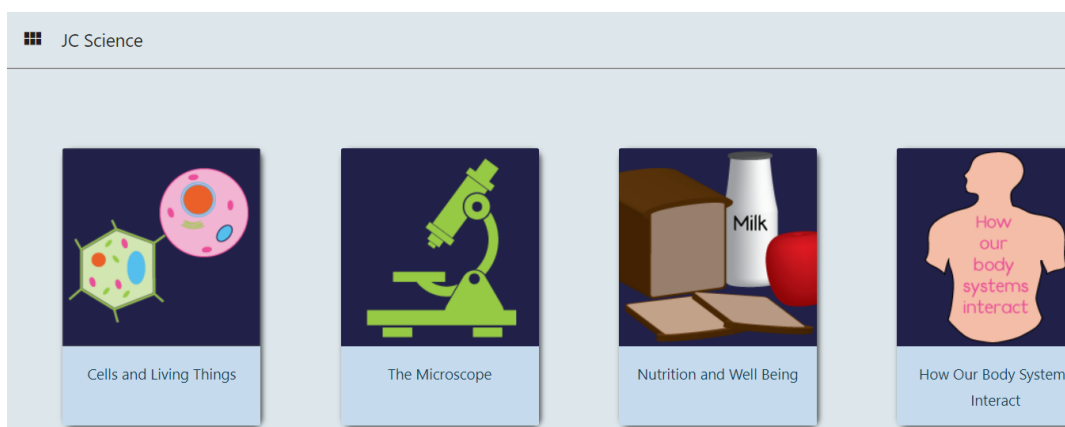 JC Science
Milk
How
our
body
systems
interact
Cells and Living Things
The Microscope
Nutrition and Well Being
How Our Body System
Interact